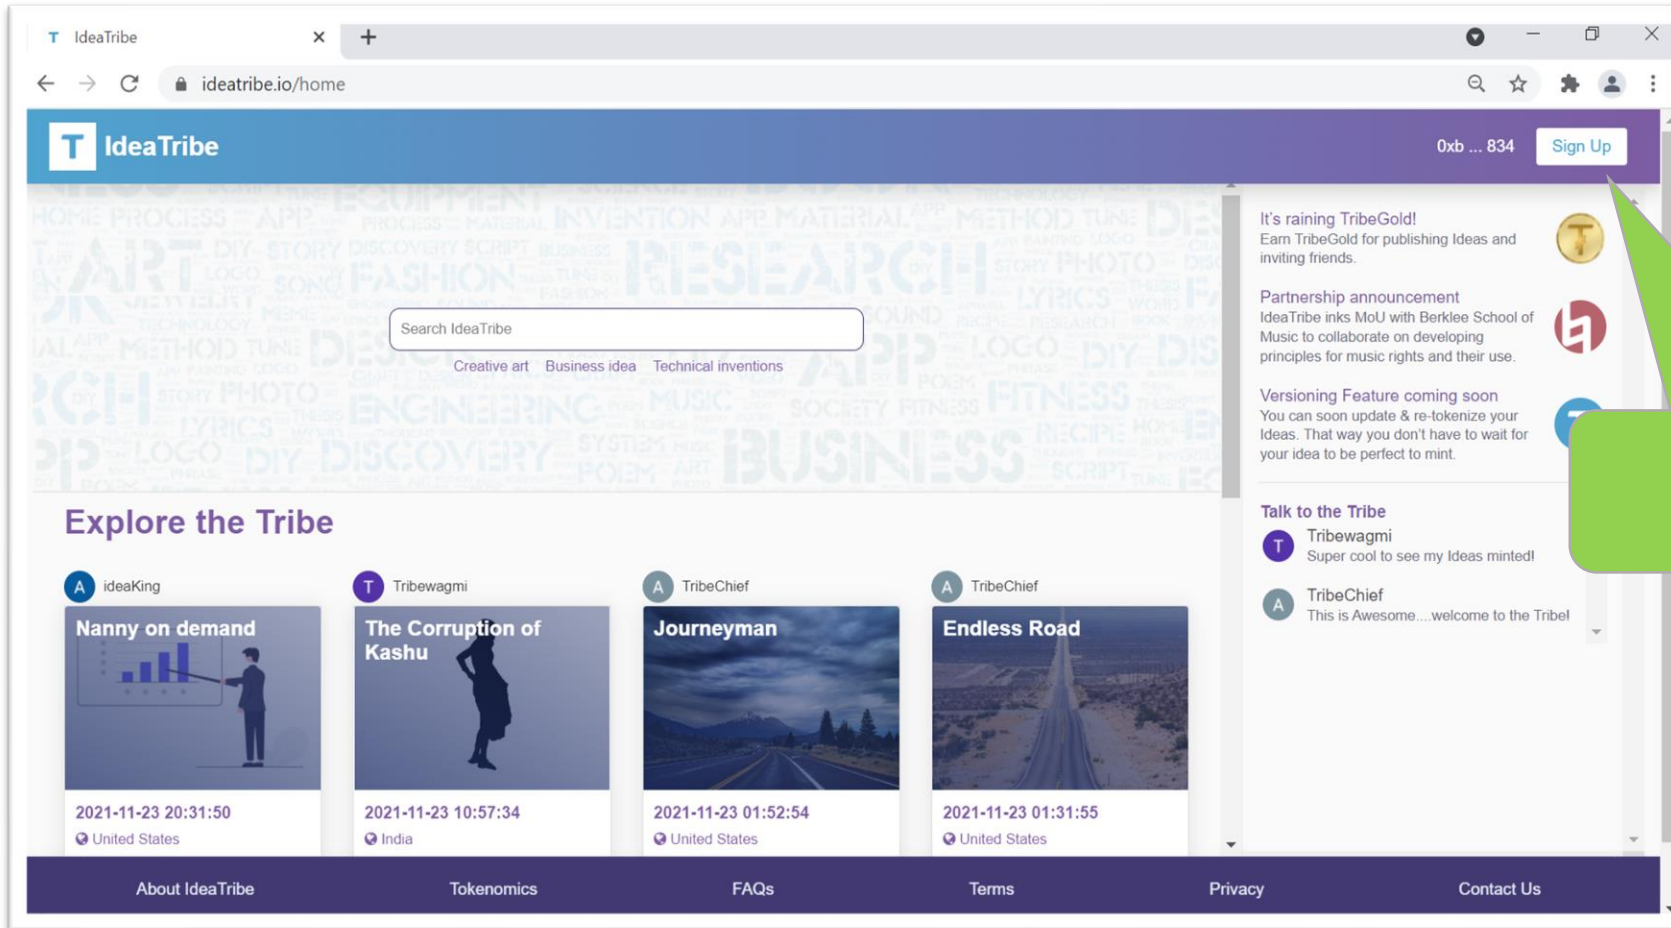 T IdeaTribe
ideatribe.io/home
T IdeaTribe
0xb ... 834
Sign Up
Search IdeaTribe
Creative art Business idea Technical inventions
It's raining TribeGold!
Earn TribeGold for publishing Ideas and
inviting friends.
Partnership announcement
IdeaTribe inks MoU with Berklee School of
Music to collaborate on developing
principles for music rights and their use.
Versioning Feature coming soon
You can soon update & re-tokenize your
Ideas. That way you don't have to wait for
your idea to be perfect to mint.
Talk to the Tribe
T Tribewagmi
Super cool to see my Ideas minted!
A TribeChief
This is Awesome....welcome to the Tribe!
Explore the Tribe
A ideaKing
Nanny on demand
2021-11-23 20:31:50
United States
T Tribewagmi
The Corruption of
Kashu
2021-11-23 10:57:34
India
A TribeChief
Journeyman
2021-11-23 01:52:54
United States
A TribeChief
Endless Road
2021-11-23 01:31:55
United States
About IdeaTribe Tokenomics FAQs Terms Privacy Contact Us